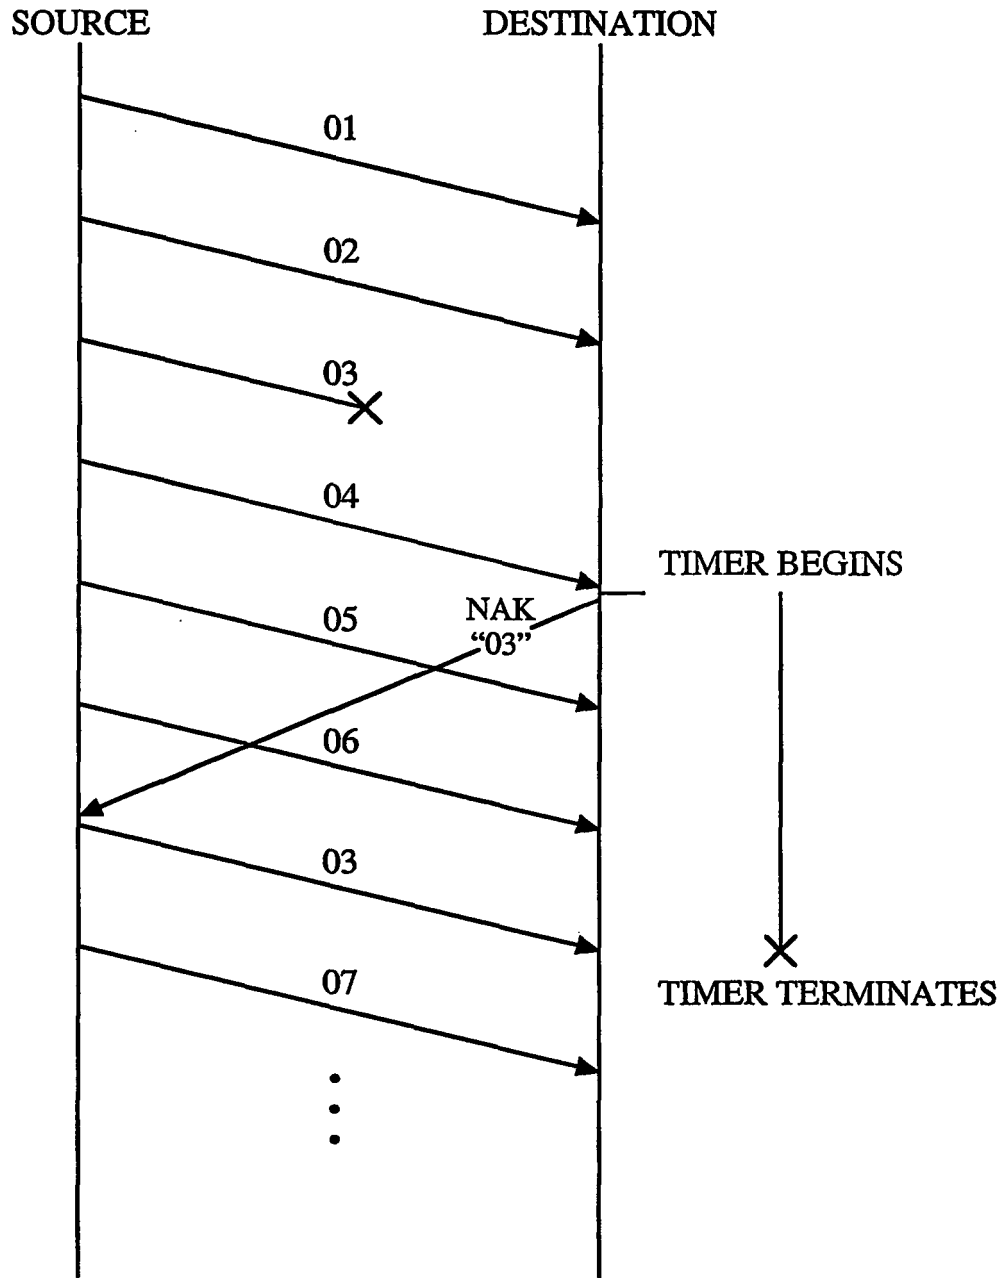 SOURCE
DESTINATION
01
02
03
04
TIMER BEGINS
NAK
“03”
05
06
03
07
TIMER TERMINATES